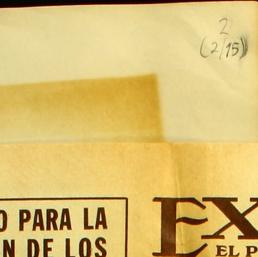 2
(2/15)
O PARA LA
N DE LOS
EX
EL P